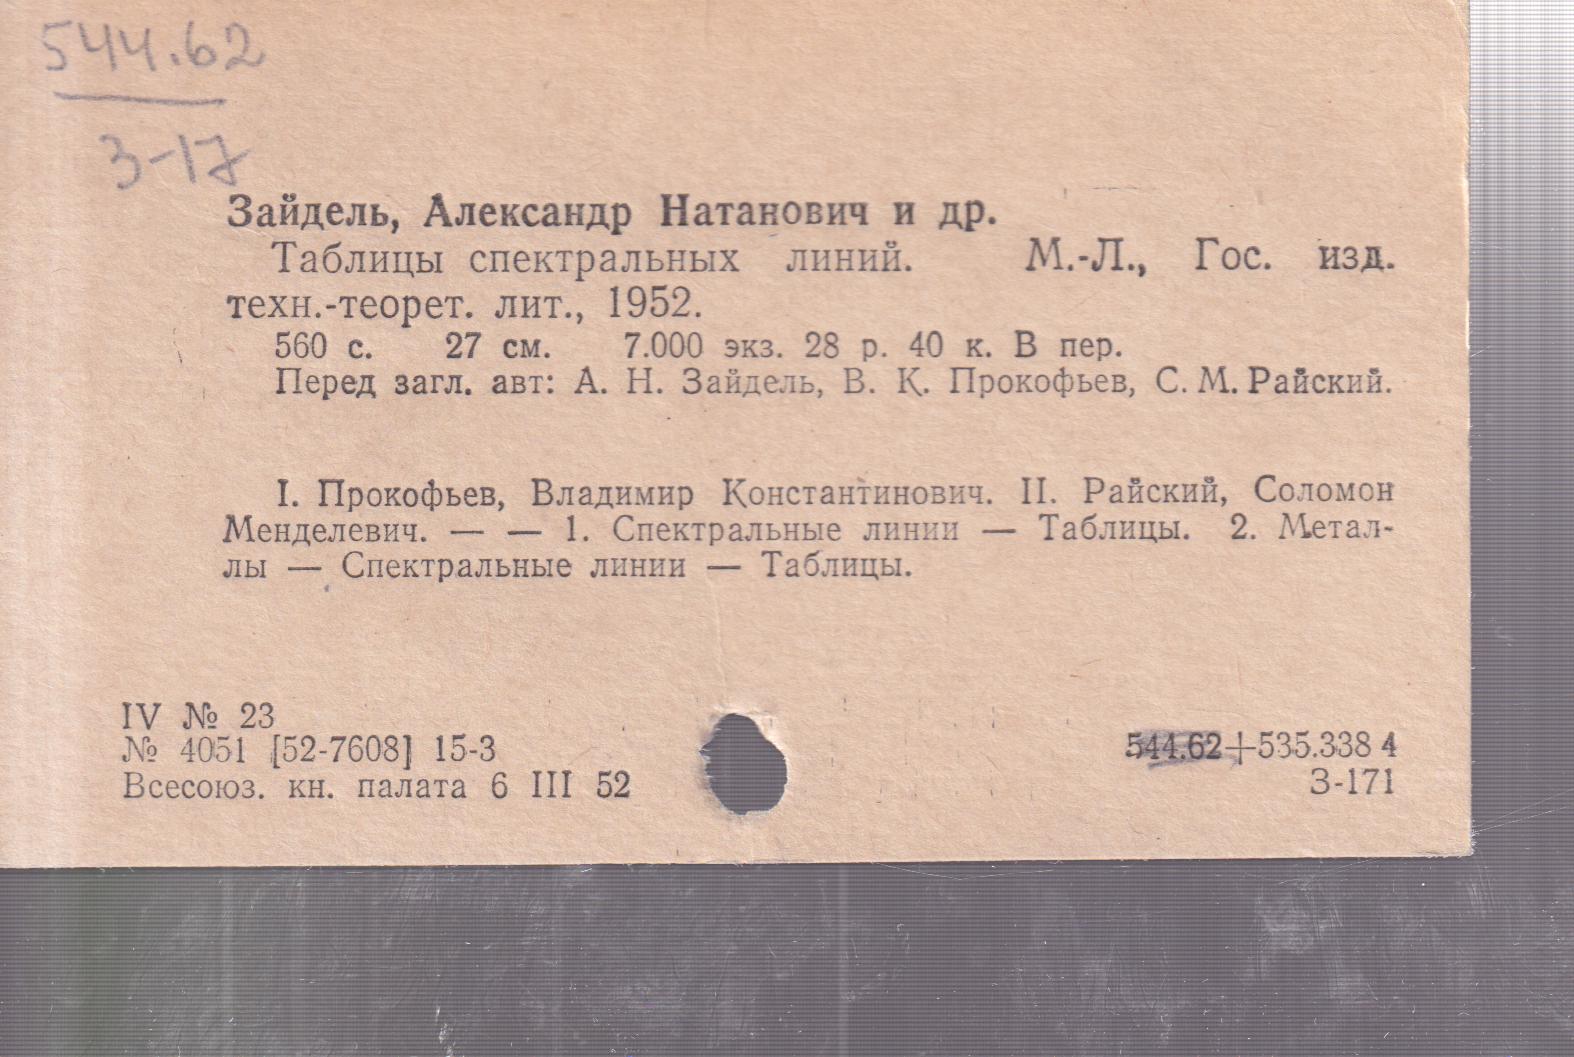 544.62
З-17
Зайдель, Александр Натанович и др.
Таблицы спектральных линий. М.-Л., Гос. изд.
техн.-теорет. лит., 1952.
560 с. 27 см. 7.000 экз. 28 р. 40 к. В пер.
Перед загл. авт: А. Н. Зайдель, В. К. Прокофьев, С. М. Райский.
I. Прокофьев, Владимир Константинович. II. Райский, Соломон
Менделевич. — — 1. Спектральные линии — Таблицы. 2. Метал-
лы — Спектральные линии — Таблицы.
IV № 23
№ 4051 [52-7608] 15-3
Всесоюз. кн. палата 6 III 52
544.62+535.338 4
З-171